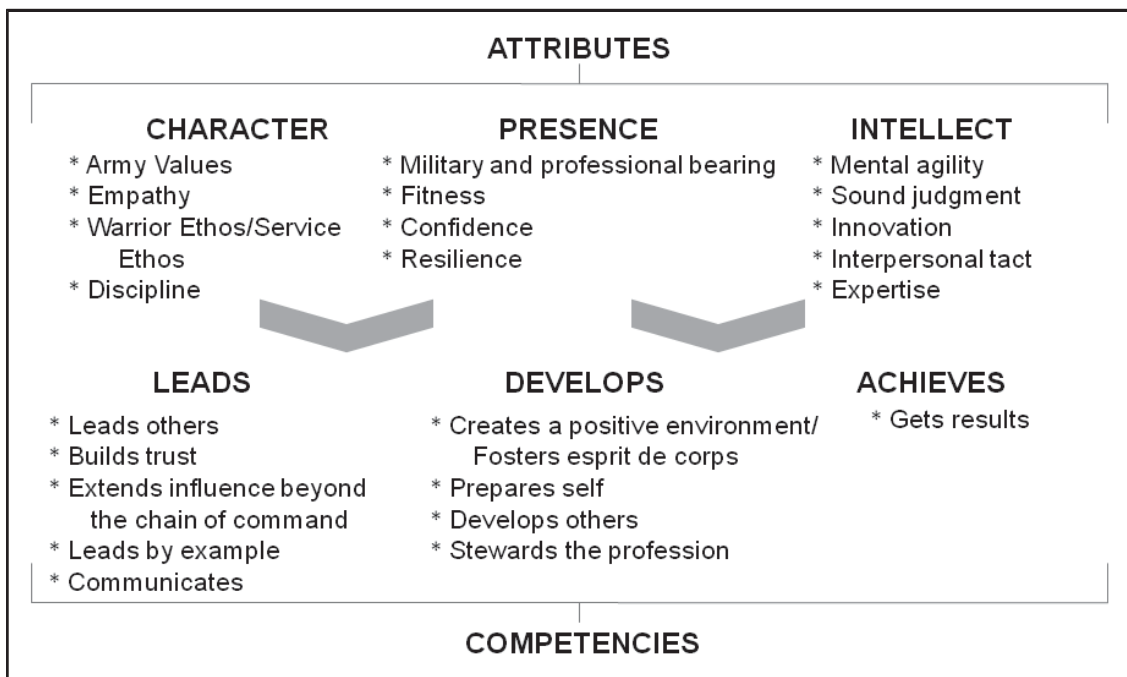 ATTRIBUTES
CHARACTER
* Army Values
* Empathy
* Warrior Ethos/Service
Ethos
* Discipline
PRESENCE
* Military and professional bearing
* Fitness
* Confidence
* Resilience
INTELLECT
* Mental agility
* Sound judgment
* Innovation
* Interpersonal tact
* Expertise
LEADS
* Leads others
* Builds trust
* Extends influence beyond
the chain of command
* Leads by example
* Communicates
DEVELOPS
* Creates a positive environment/
Fosters esprit de corps
* Prepares self
* Develops others
* Stewards the profession
ACHIEVES
* Gets results
COMPETENCIES